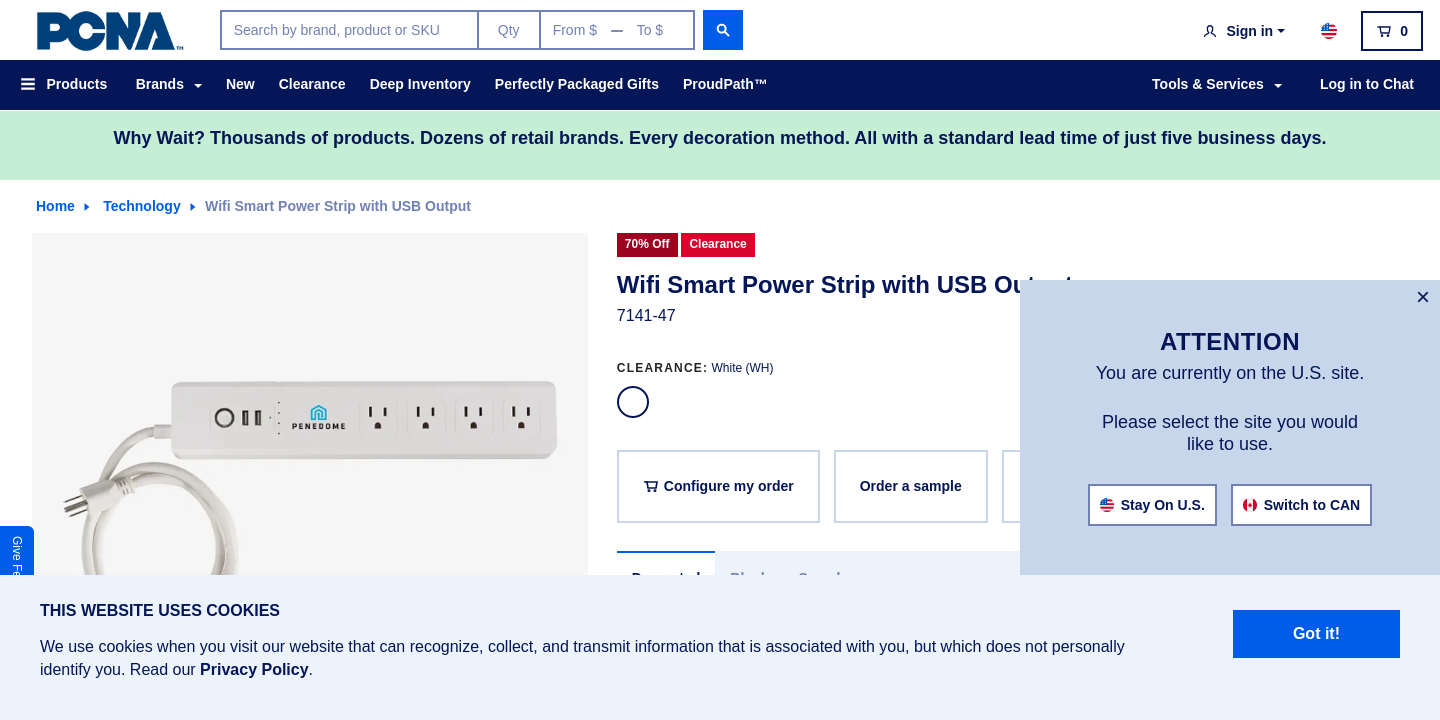 PCNA™
Search by brand, product or SKU
Qty
From $ — To $
Sign in
0
Products
Brands
New
Clearance
Deep Inventory
Perfectly Packaged Gifts
ProudPath™
Tools & Services
Log in to Chat
Why Wait? Thousands of products. Dozens of retail brands. Every decoration method. All with a standard lead time of just five business days.
Home
Technology
Wifi Smart Power Strip with USB Output
70% Off
Clearance
Wifi Smart Power Strip with USB Output
7141-47
CLEARANCE: White (WH)
PENEDOME
Configure my order
Order a sample
×
ATTENTION
You are currently on the U.S. site.
Please select the site you would
like to use.
Stay On U.S.
Switch to CAN
Give Fe
THIS WEBSITE USES COOKIES
We use cookies when you visit our website that can recognize, collect, and transmit information that is associated with you, but which does not personally
identify you. Read our Privacy Policy.
Got it!